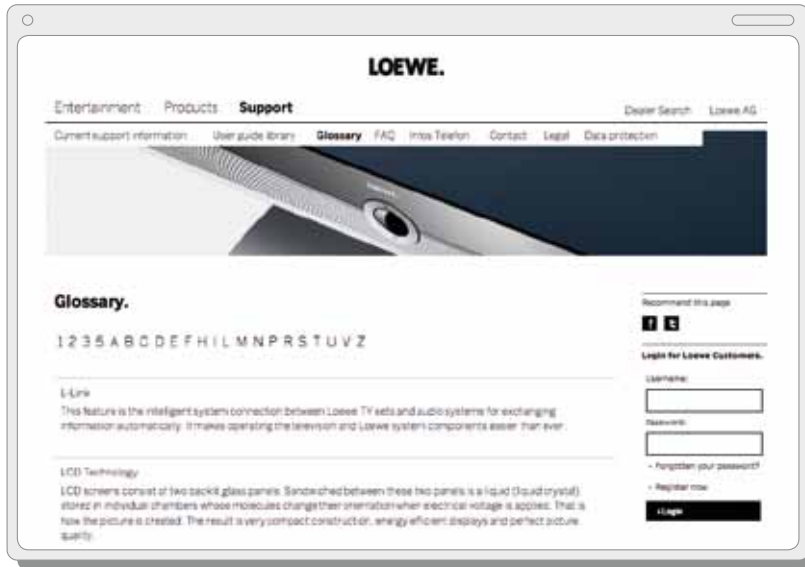 LOEWE.
Entertainment Products Support
Dealer Search Loewe AG
Current support information User guide library Glossary FAQ Infos Telefon Contact Legal Data protection
Glossary.
1 2 3 5 A B C D E F H I L M N P R S T U V Z
L-Link
This feature is the intelligent system connection between Loewe TV sets and audio systems for exchanging
information automatically. It makes operating the television and Loewe system components easier than ever.
LCD Technology
LCD screens consist of two backlit glass panels. Sandwiched between these two panels is a liquid (liquid crystal)
stored in individual chambers whose molecules change their orientation when electrical voltage is applied. That is
how the picture is created. The result is very compact construction, energy efficient displays and perfect picture
quality.
Recommend this page
f t
Login for Loewe Customers.
Username:
Password:
Forgotten your password?
Register now
Login